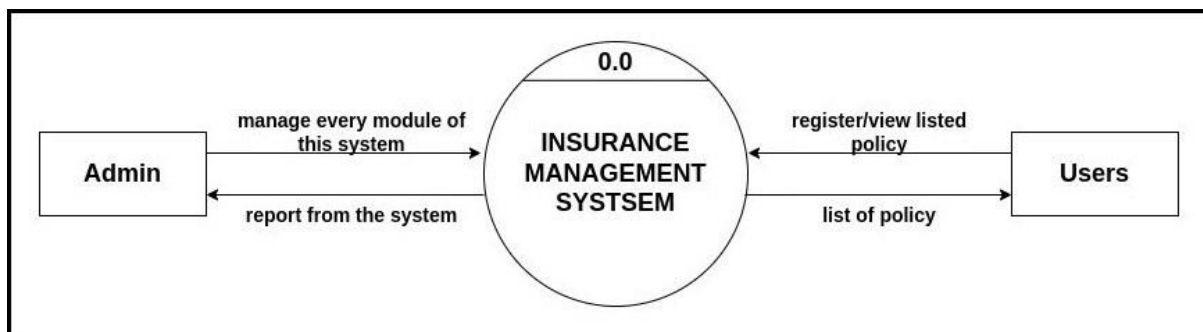 0.0
manage every module of
this system
register/view listed
policy
INSURANCE
MANAGEMENT
SYSTSEM
Admin
Users
report from the system
list of policy